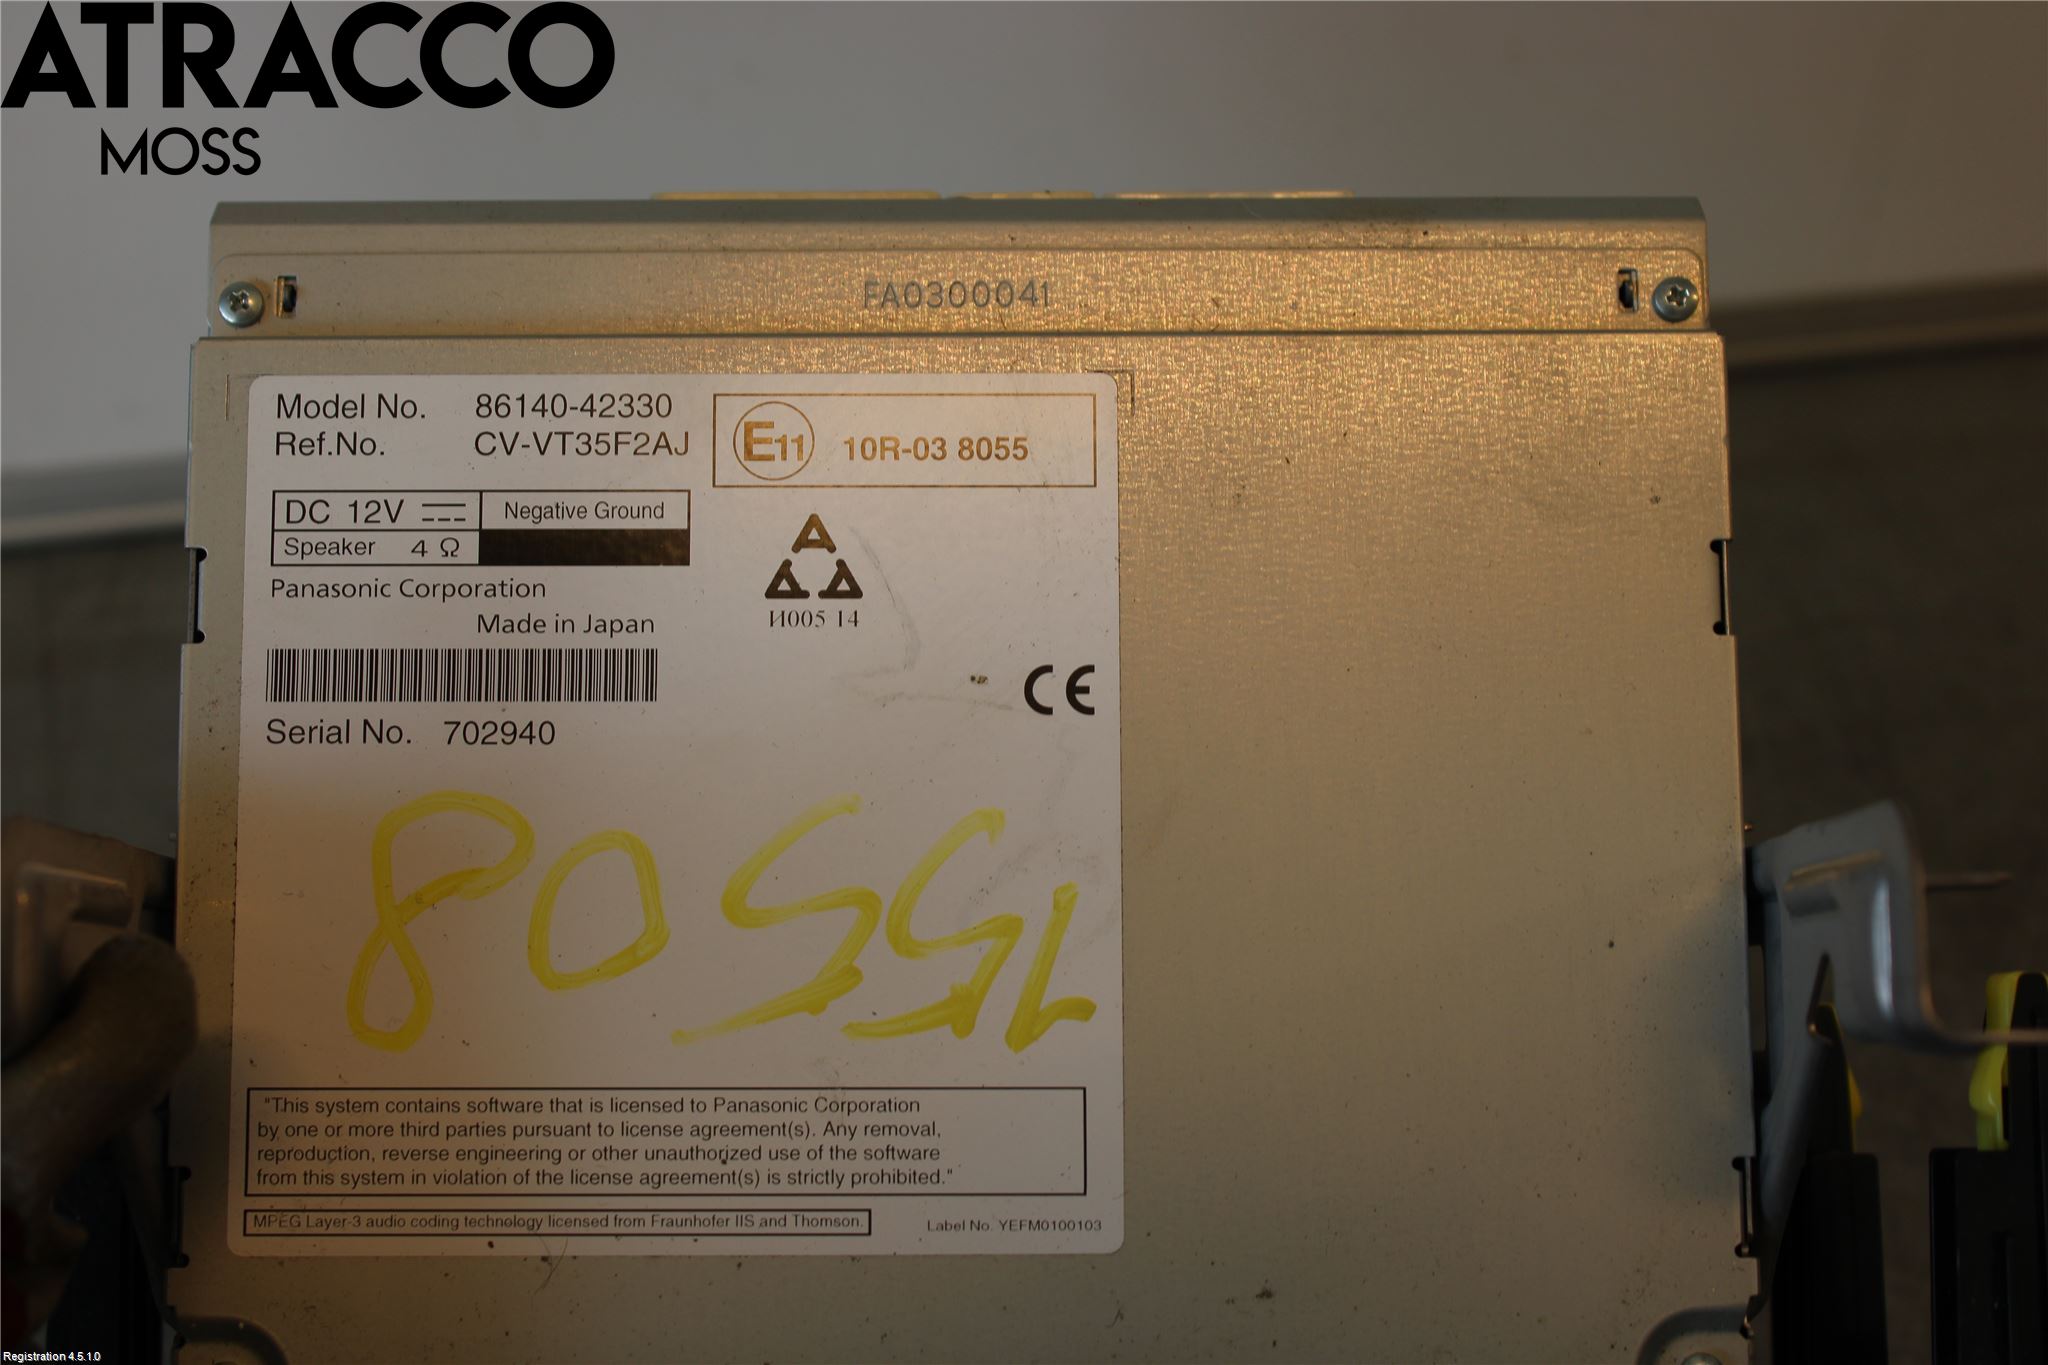 ATRACCO
MOSS
FA0300041
Model No. 86140-42330
Ref.No. CV-VT35F2AJ
E11 10R-03 8055
DC 12V Negative Ground
Speaker 4 Ω
Panasonic Corporation
Made in Japan
И005 14
CE
Serial No. 702940
"This system contains software that is licensed to Panasonic Corporation
by one or more third parties pursuant to license agreement(s). Any removal,
reproduction, reverse engineering or other unauthorized use of the software
from this system in violation of the license agreement(s) is strictly prohibited."
MPEG Layer-3 audio coding technology licensed from Fraunhofer IIS and Thomson.
Label No. YEFM0100103
Registration 4.5.1.0